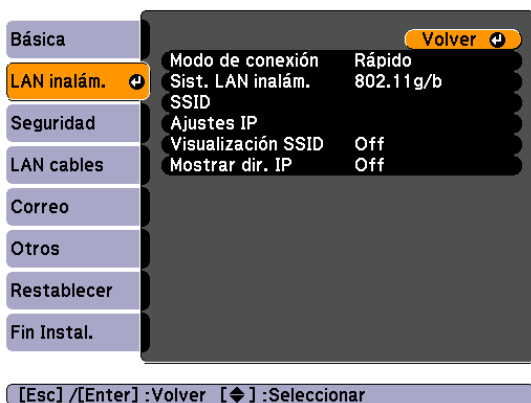 Básica
LAN inalám.
Seguridad
LAN cables
Correo
Otros
Restablecer
Fin Instal.
Volver
Modo de conexión Rápido
Sist. LAN inalám. 802.11g/b
SSID
Ajustes IP
Visualización SSID Off
Mostrar dir. IP Off
[Esc] /[Enter] :Volver [◆] :Seleccionar